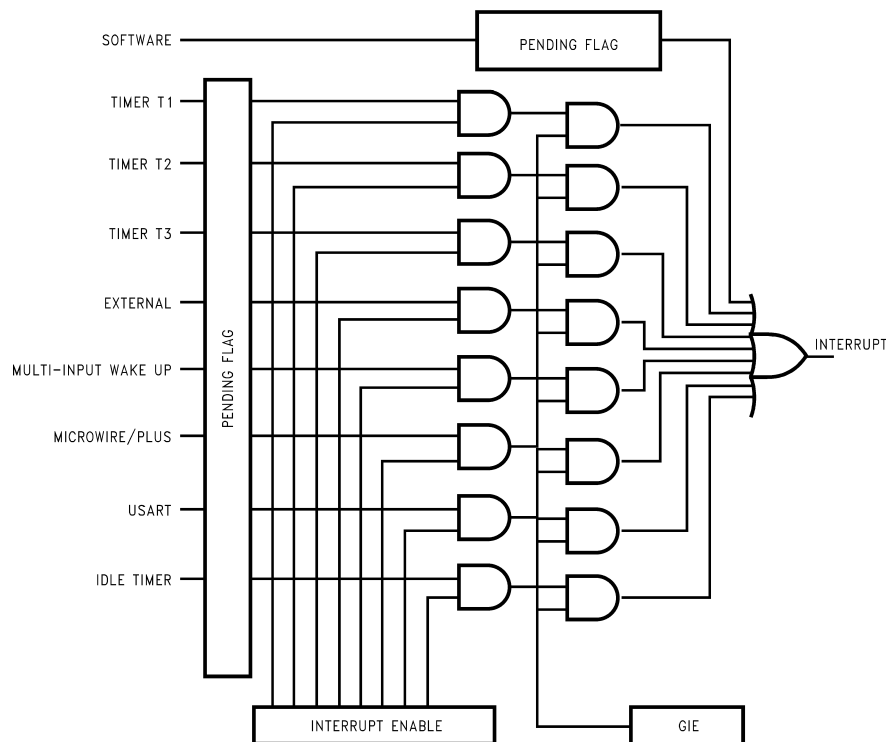 SOFTWARE
PENDING FLAG
TIMER T1
TIMER T2
TIMER T3
EXTERNAL
INTERRUPT
PENDING FLAG
MULTI-INPUT WAKE UP
MICROWIRE/PLUS
USART
IDLE TIMER
INTERRUPT ENABLE
GIE